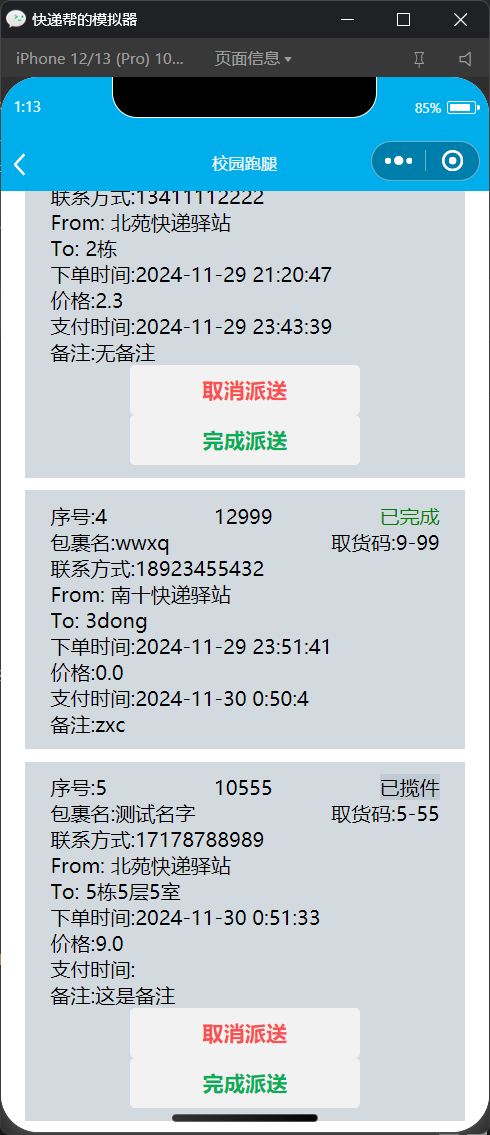 快递帮的模拟器
iPhone 12/13 (Pro) 10... 页面信息
1:13 85%
校园跑腿
联系方式:13411112222
From: 北苑快递驿站
To: 2栋
下单时间:2024-11-29 21:20:47
价格:2.3
支付时间:2024-11-29 23:43:39
备注:无备注
取消派送
完成派送
序号:4 12999 已完成
包裹名:wwxq 取货码:9-99
联系方式:18923455432
From: 南十快递驿站
To: 3dong
下单时间:2024-11-29 23:51:41
价格:0.0
支付时间:2024-11-30 0:50:4
备注:zxc
序号:5 10555 已揽件
包裹名:测试名字 取货码:5-55
联系方式:17178788989
From: 北苑快递驿站
To: 5栋5层5室
下单时间:2024-11-30 0:51:33
价格:9.0
支付时间:
备注:这是备注
取消派送
完成派送